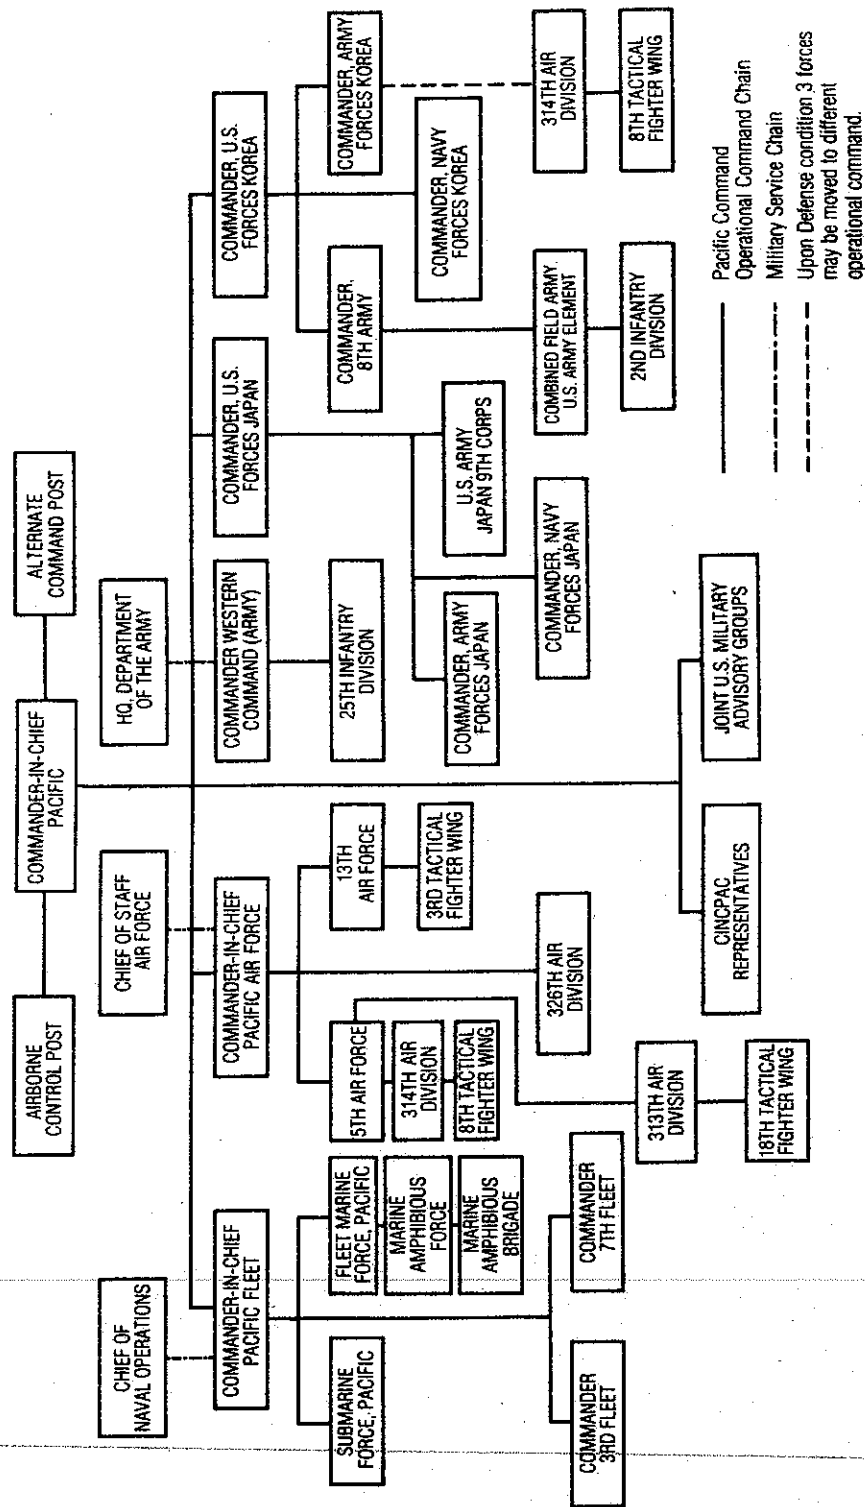 AIRBORNE
CONTROL POST
COMMANDER-IN-CHIEF
PACIFIC
ALTERNATE
COMMAND POST
CHIEF OF
NAVAL OPERATIONS
CHIEF OF STAFF
AIR FORCE
HQ, DEPARTMENT
OF THE ARMY
COMMANDER-IN-CHIEF
PACIFIC FLEET
COMMANDER-IN-CHIEF
PACIFIC AIR FORCE
COMMANDER WESTERN
COMMAND (ARMY)
COMMANDER, U.S.
FORCES JAPAN
COMMANDER, U.S.
FORCES KOREA
SUBMARINE
FORCE, PACIFIC
FLEET MARINE
FORCE, PACIFIC
MARINE
AMPHIBIOUS
FORCE
MARINE
AMPHIBIOUS
BRIGADE
COMMANDER
3RD FLEET
COMMANDER
7TH FLEET
5TH AIR FORCE
314TH AIR
DIVISION
8TH TACTICAL
FIGHTER WING
13TH
AIR FORCE
3RD TACTICAL
FIGHTER WING
326TH AIR
DIVISION
313TH AIR
DIVISION
18TH TACTICAL
FIGHTER WING
25TH INFANTRY
DIVISION
COMMANDER, ARMY
FORCES JAPAN
U.S. ARMY
JAPAN 9TH CORPS
COMMANDER, NAVY
FORCES JAPAN
COMMANDER,
8TH ARMY
COMMANDER, ARMY
FORCES KOREA
COMMANDER, NAVY
FORCES KOREA
COMBINED FIELD ARMY
U.S. ARMY ELEMENT
2ND INFANTRY
DIVISION
314TH AIR
DIVISION
8TH TACTICAL
FIGHTER WING
CINCPAC
REPRESENTATIVES
JOINT U.S. MILITARY
ADVISORY GROUPS
Pacific Command
Operational Command Chain
Military Service Chain
Upon Defense condition 3 forces
may be moved to different
operational command.